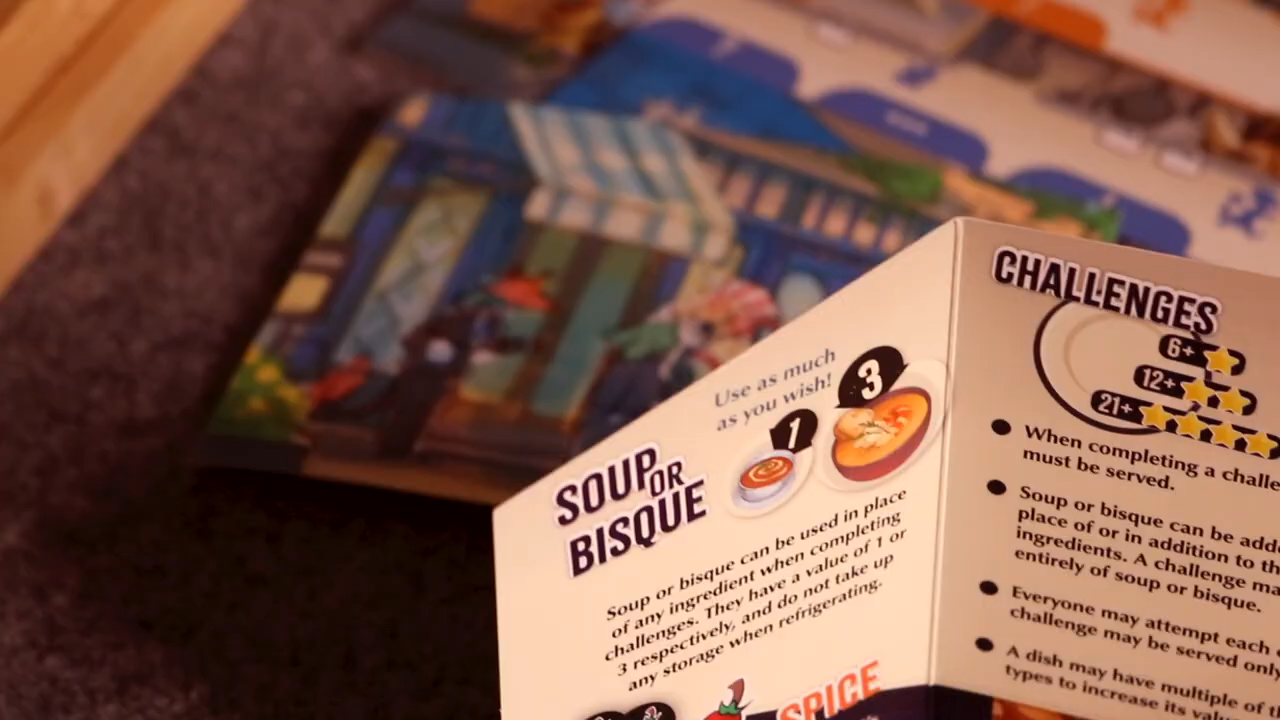 Use as much
as you wish!
1
3
SOUP OR
BISQUE
Soup or bisque can be used in place
of any ingredient when completing
challenges. They have a value of 1 or
3 respectively, and do not take up
any storage when refrigerating.
SPICE
CHALLENGES
6+
12+
21+
When completing a challe
must be served.
Soup or bisque can be adde
place of or in addition to th
ingredients. A challenge ma
entirely of soup or bisque.
Everyone may attempt each
challenge may be served only
A dish may have multiple of t
types to increase its valu